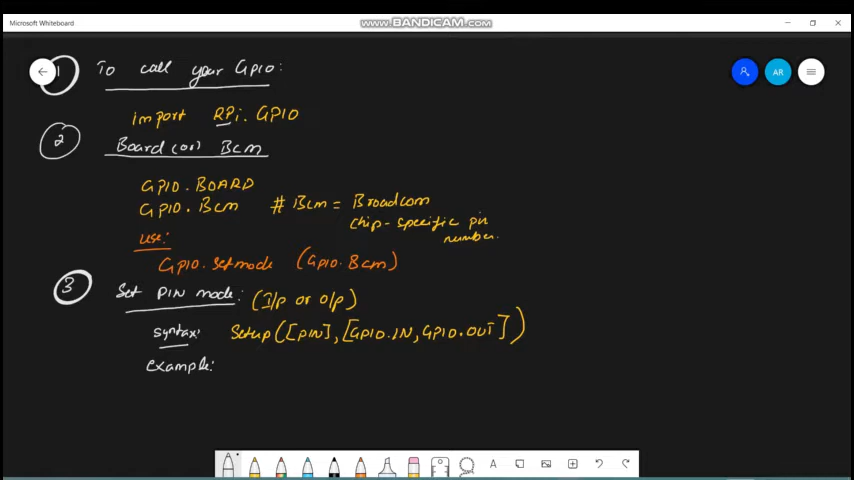 Microsoft Whiteboard
WWW.BANDICAM.COM
1 To call your GPIO:
import RPi.GPIO
2 Board (or) Bcm
GPIO.BOARD
GPIO.Bcm # Bcm = Broadcom
chip-specific pin
number.
use:
GPIO.setmode (GPIO.Bcm)
3 Set PIN mode: (I/p or O/p)
syntax: Setup([PIN],[GPIO.IN,GPIO.OUT])
example:
AR
A